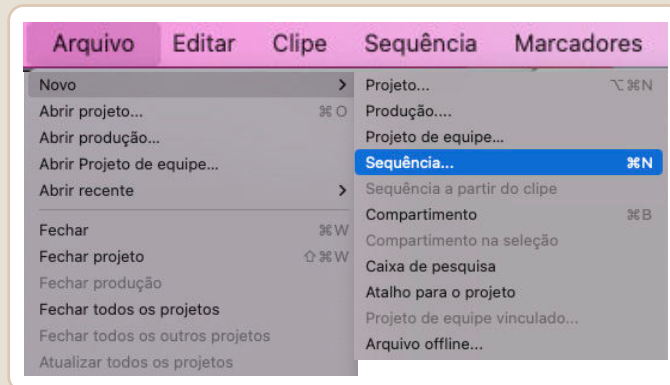 Arquivo Editar Clipe Sequência Marcadores
Novo >
Abrir projeto... ⌘ O
Abrir produção...
Abrir Projeto de equipe...
Abrir recente >
Fechar ⌘ W
Fechar projeto ⇧ ⌘ W
Fechar produção
Fechar todos os projetos
Fechar todos os outros projetos
Atualizar todos os projetos
Projeto... ⌥ ⌘ N
Produção....
Projeto de equipe...
Sequência... ⌘N
Sequência a partir do clipe
Compartimento ⌘ B
Compartimento na seleção
Caixa de pesquisa
Atalho para o projeto
Projeto de equipe vinculado...
Arquivo offline...